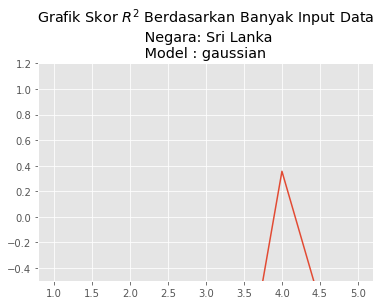 Grafik Skor R² Berdasarkan Banyak Input Data
Negara: Sri Lanka
Model : gaussian
1.2
1.0
0.8
0.6
0.4
0.2
0.0
−0.2
−0.4
1.0 1.5 2.0 2.5 3.0 3.5 4.0 4.5 5.0